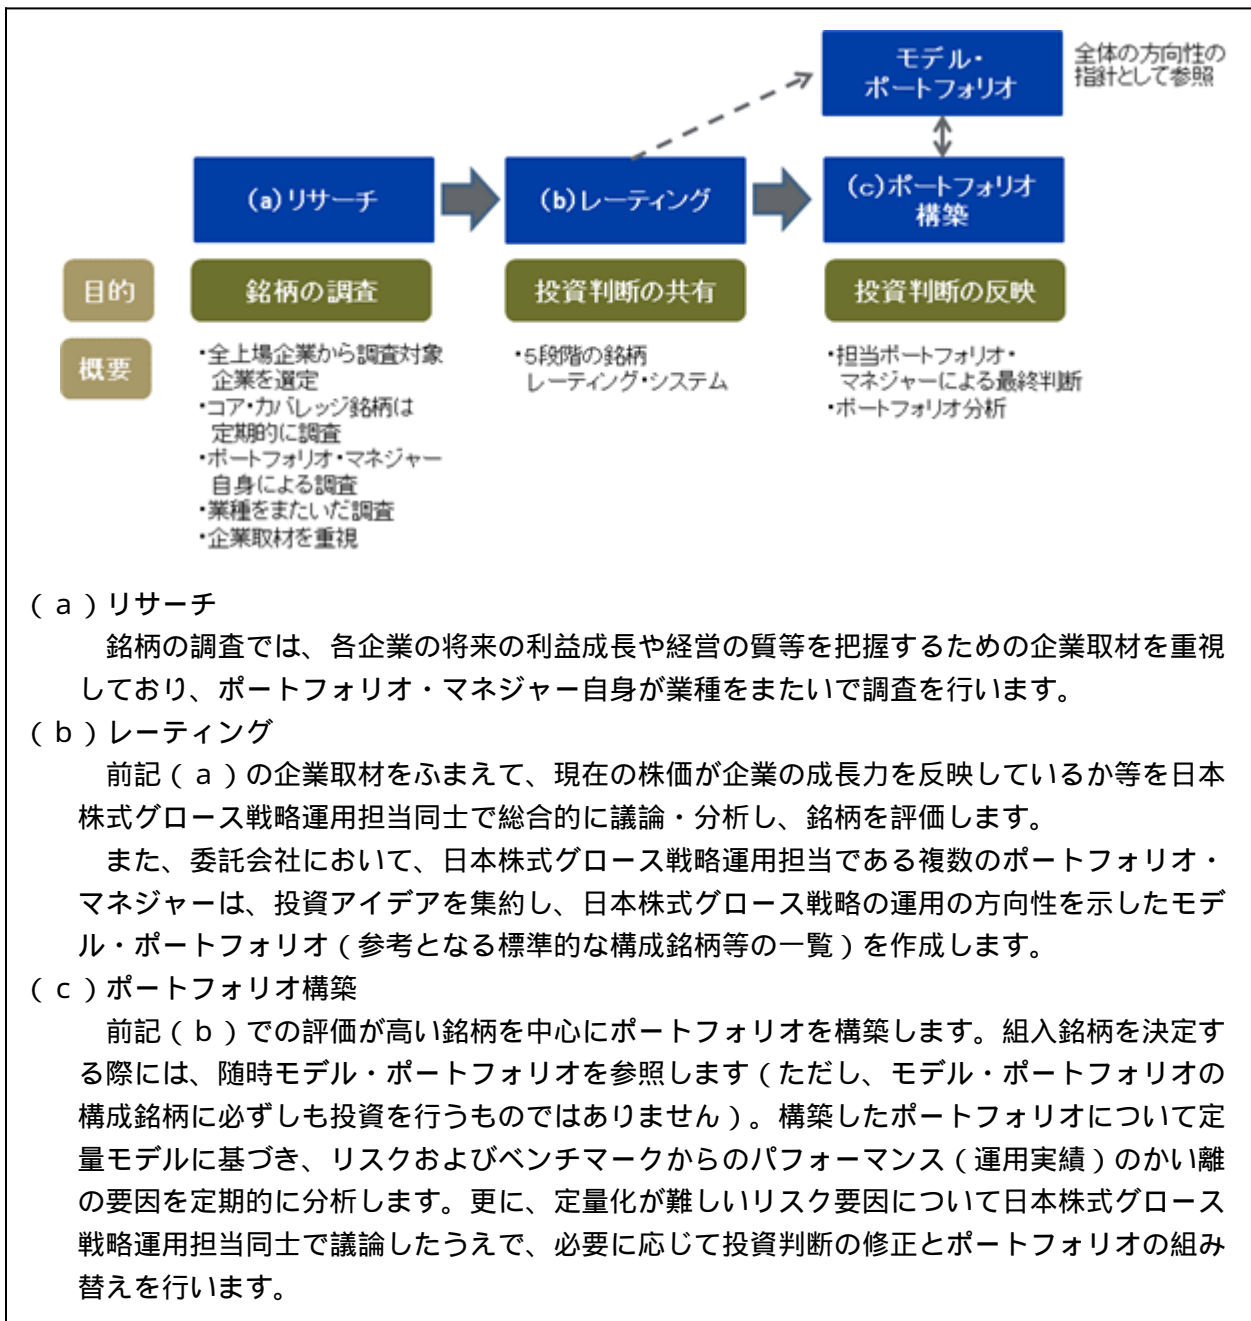 モデル・
ポートフォリオ
全体の方向性の
指針として参照
(a)リサーチ
(b)レーティング
(c)ポートフォリオ
構築
目的
銘柄の調査
投資判断の共有
投資判断の反映
概要
・全上場企業から調査対象
企業を選定
・コア・カバレッジ銘柄は
定期的に調査
・ポートフォリオ・マネジャー
自身による調査
・業種をまたいだ調査
・企業取材を重視
・5段階の銘柄
レーティング・システム
・担当ポートフォリオ・
マネジャーによる最終判断
・ポートフォリオ分析
(a)リサーチ
銘柄の調査では、各企業の将来の利益成長や経営の質等を把握するための企業取材を重視
しており、ポートフォリオ・マネジャー自身が業種をまたいで調査を行います。
(b)レーティング
前記(a)の企業取材をふまえて、現在の株価が企業の成長力を反映しているか等を日本
株式グロース戦略運用担当同士で総合的に議論・分析し、銘柄を評価します。
また、委託会社において、日本株式グロース戦略運用担当である複数のポートフォリオ・
マネジャーは、投資アイデアを集約し、日本株式グロース戦略の運用の方向性を示したモデ
ル・ポートフォリオ(参考となる標準的な構成銘柄等の一覧)を作成します。
(c)ポートフォリオ構築
前記(b)での評価が高い銘柄を中心にポートフォリオを構築します。組入銘柄を決定す
る際には、随時モデル・ポートフォリオを参照します(ただし、モデル・ポートフォリオの
構成銘柄に必ずしも投資を行うものではありません)。構築したポートフォリオについて定
量モデルに基づき、リスクおよびベンチマークからのパフォーマンス(運用実績)のかい離
の要因を定期的に分析します。更に、定量化が難しいリスク要因について日本株式グロース
戦略運用担当同士で議論したうえで、必要に応じて投資判断の修正とポートフォリオの組み
替えを行います。